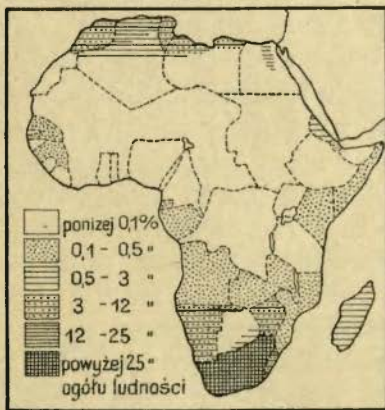 poniżej 0,1%
0,1 - 0,5 "
0,5 - 3 "
3 - 12 "
12 - 25 "
powyżej 25 "
ogółu ludności